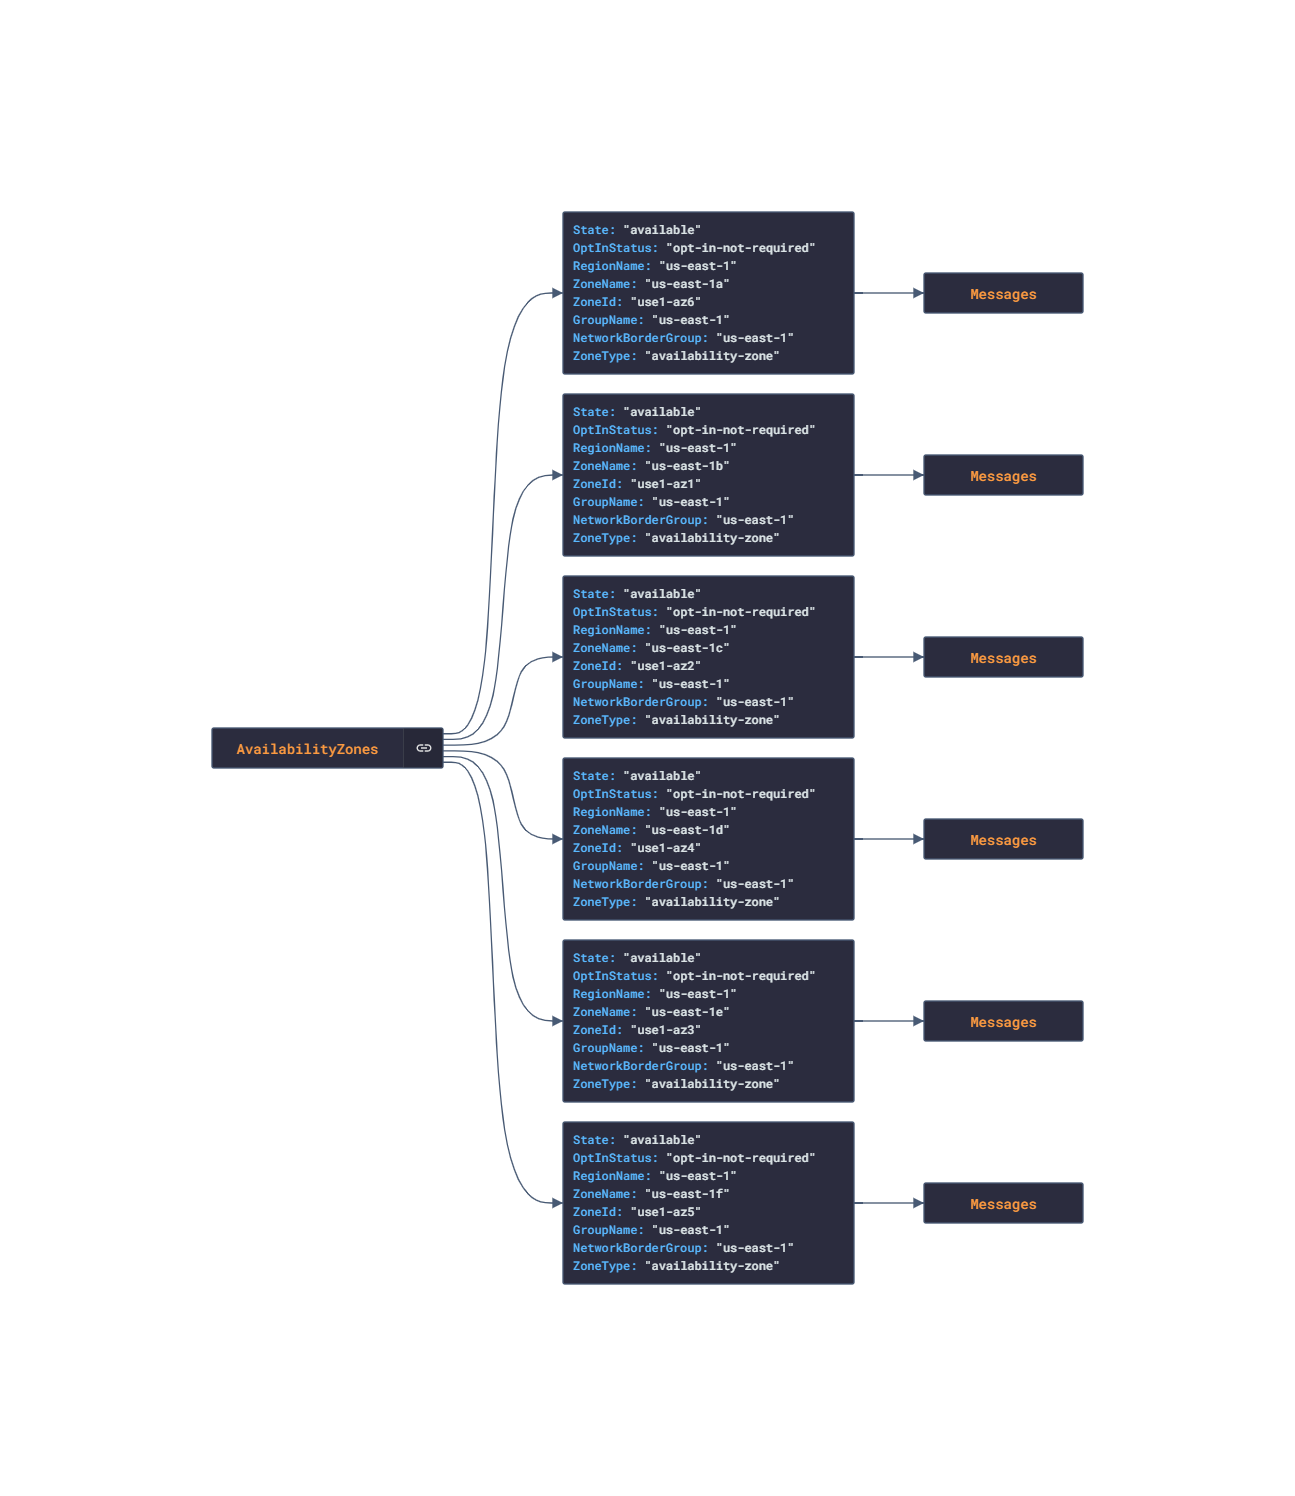 AvailabilityZones
State: "available"
OptInStatus: "opt-in-not-required"
RegionName: "us-east-1"
ZoneName: "us-east-1a"
ZoneId: "use1-az6"
GroupName: "us-east-1"
NetworkBorderGroup: "us-east-1"
ZoneType: "availability-zone"
Messages
State: "available"
OptInStatus: "opt-in-not-required"
RegionName: "us-east-1"
ZoneName: "us-east-1b"
ZoneId: "use1-az1"
GroupName: "us-east-1"
NetworkBorderGroup: "us-east-1"
ZoneType: "availability-zone"
Messages
State: "available"
OptInStatus: "opt-in-not-required"
RegionName: "us-east-1"
ZoneName: "us-east-1c"
ZoneId: "use1-az2"
GroupName: "us-east-1"
NetworkBorderGroup: "us-east-1"
ZoneType: "availability-zone"
Messages
State: "available"
OptInStatus: "opt-in-not-required"
RegionName: "us-east-1"
ZoneName: "us-east-1d"
ZoneId: "use1-az4"
GroupName: "us-east-1"
NetworkBorderGroup: "us-east-1"
ZoneType: "availability-zone"
Messages
State: "available"
OptInStatus: "opt-in-not-required"
RegionName: "us-east-1"
ZoneName: "us-east-1e"
ZoneId: "use1-az3"
GroupName: "us-east-1"
NetworkBorderGroup: "us-east-1"
ZoneType: "availability-zone"
Messages
State: "available"
OptInStatus: "opt-in-not-required"
RegionName: "us-east-1"
ZoneName: "us-east-1f"
ZoneId: "use1-az5"
GroupName: "us-east-1"
NetworkBorderGroup: "us-east-1"
ZoneType: "availability-zone"
Messages